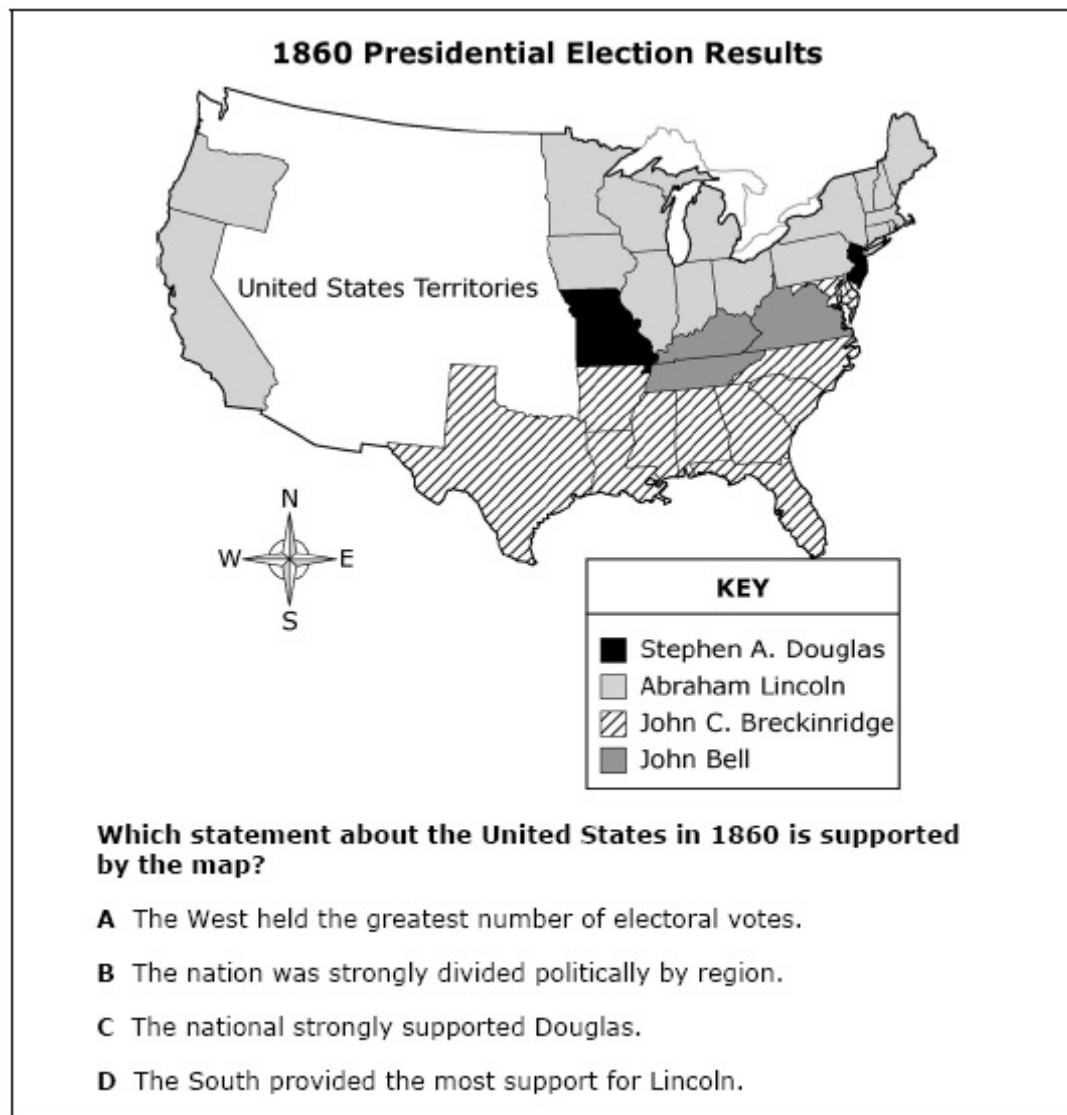 1860 Presidential Election Results
United States Territories
N
W E
S
KEY
Stephen A. Douglas
Abraham Lincoln
John C. Breckinridge
John Bell
Which statement about the United States in 1860 is supported
by the map?
A The West held the greatest number of electoral votes.
B The nation was strongly divided politically by region.
C The national strongly supported Douglas.
D The South provided the most support for Lincoln.